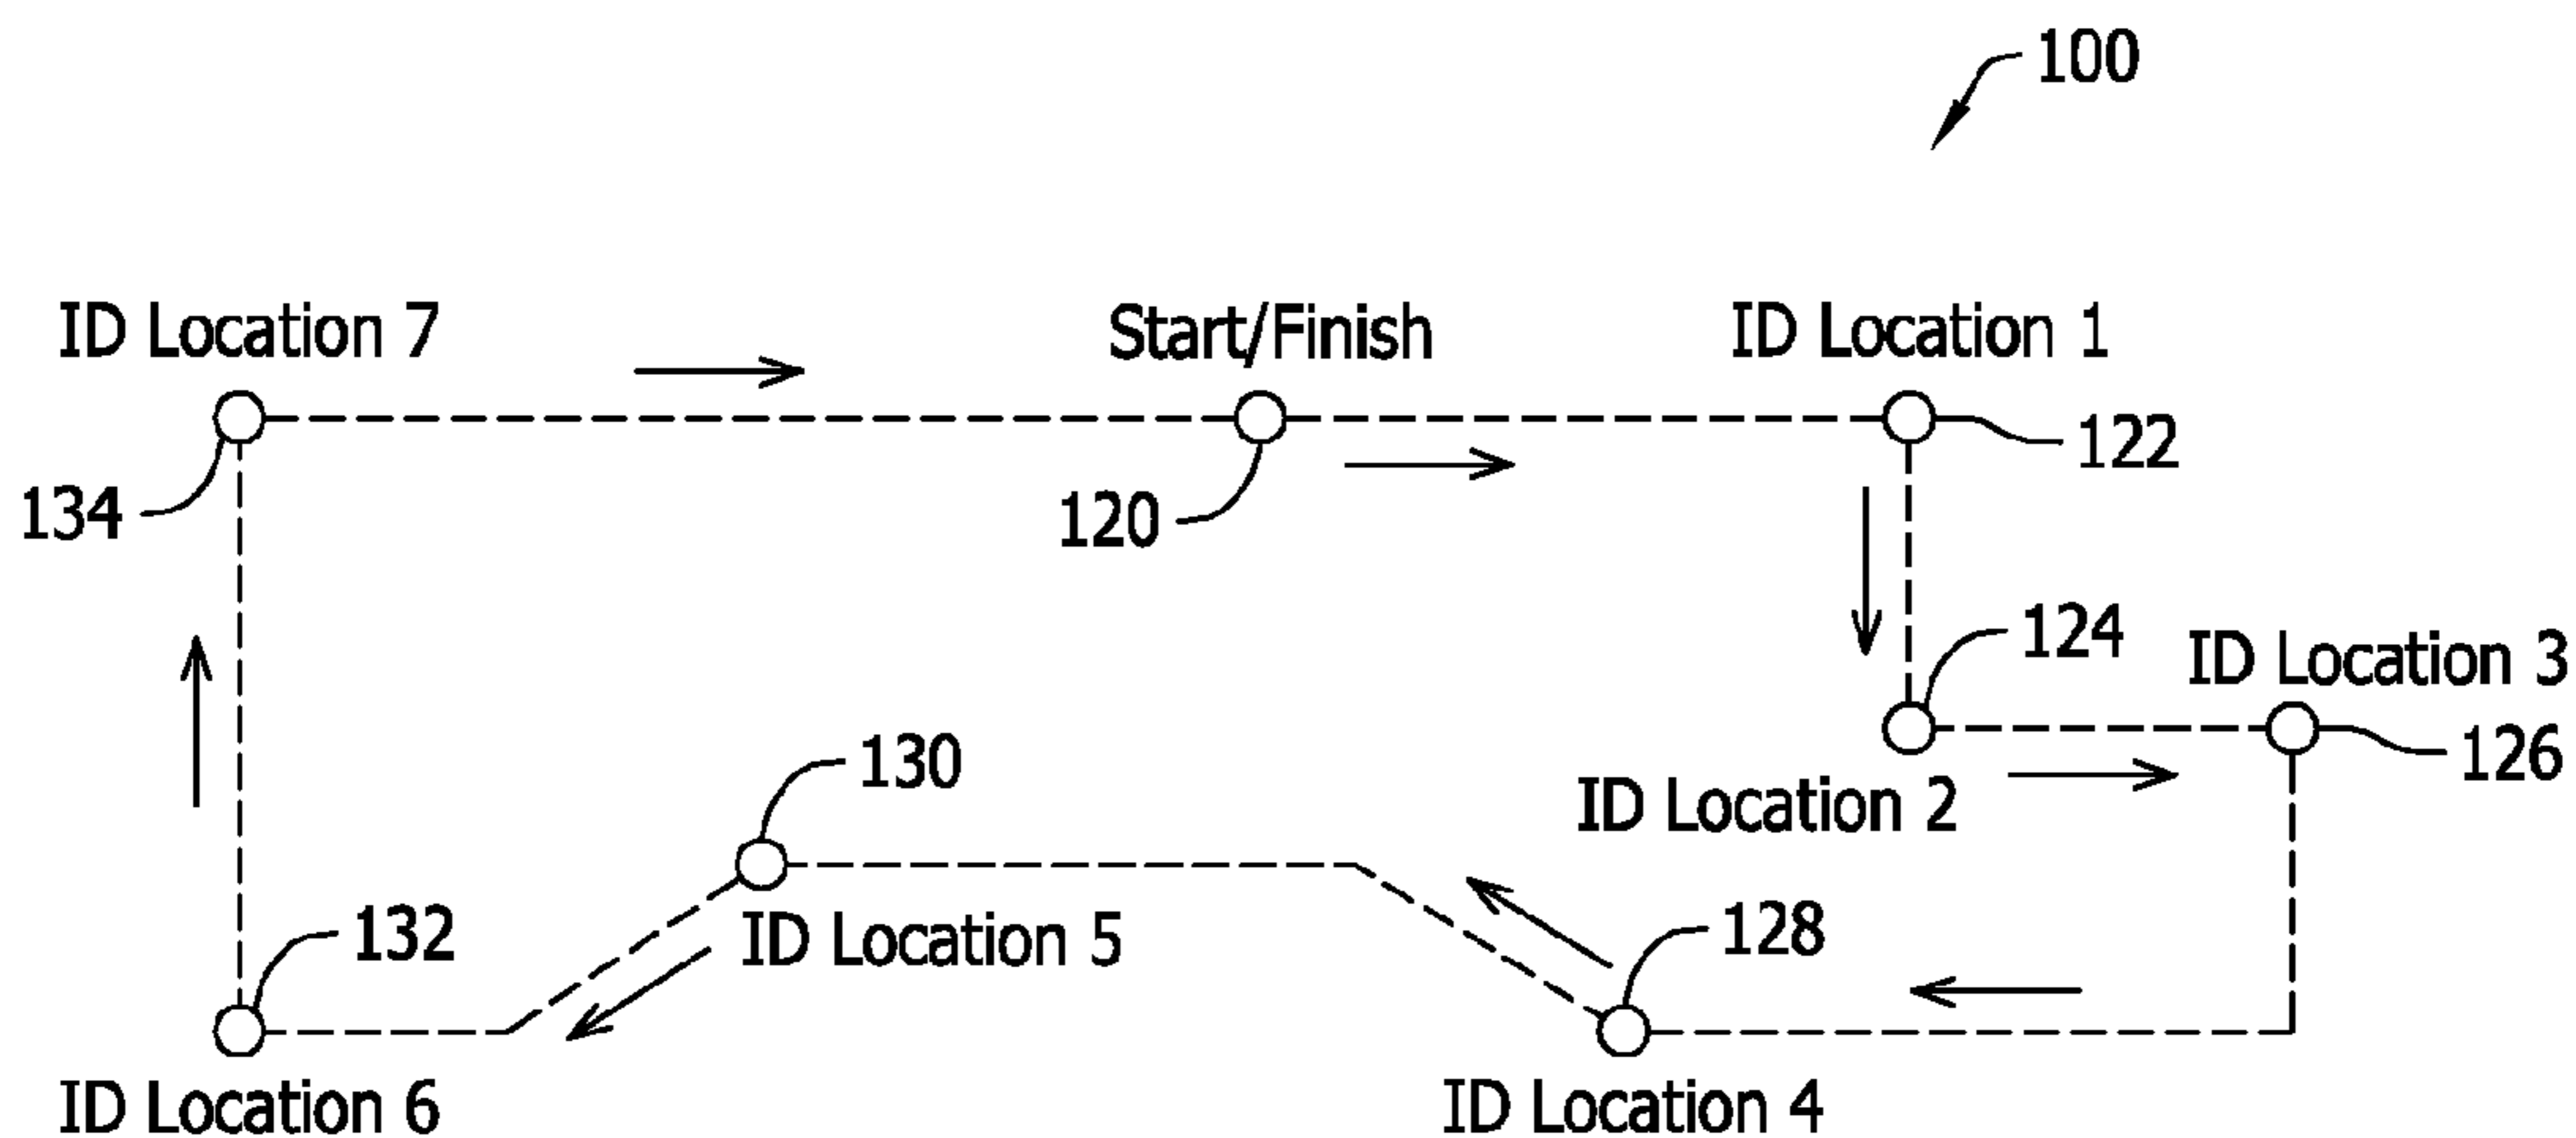 100
ID Location 7
Start/Finish
ID Location 1
122
134
120
124
ID Location 3
126
130
ID Location 2
ID Location 5
128
132
ID Location 6
ID Location 4